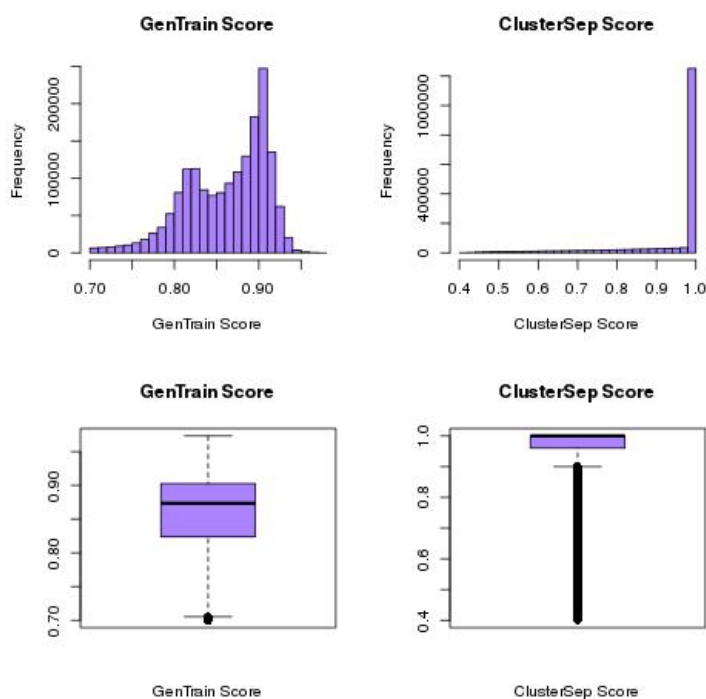 GenTrain Score
Frequency
200000
100000
0
0.70 0.80 0.90
GenTrain Score
ClusterSep Score
Frequency
1000000
400000
0
0.4 0.5 0.6 0.7 0.8 0.9 1.0
ClusterSep Score
GenTrain Score
0.90
0.80
0.70
GenTrain Score
ClusterSep Score
1.0
0.8
0.6
0.4
ClusterSep Score